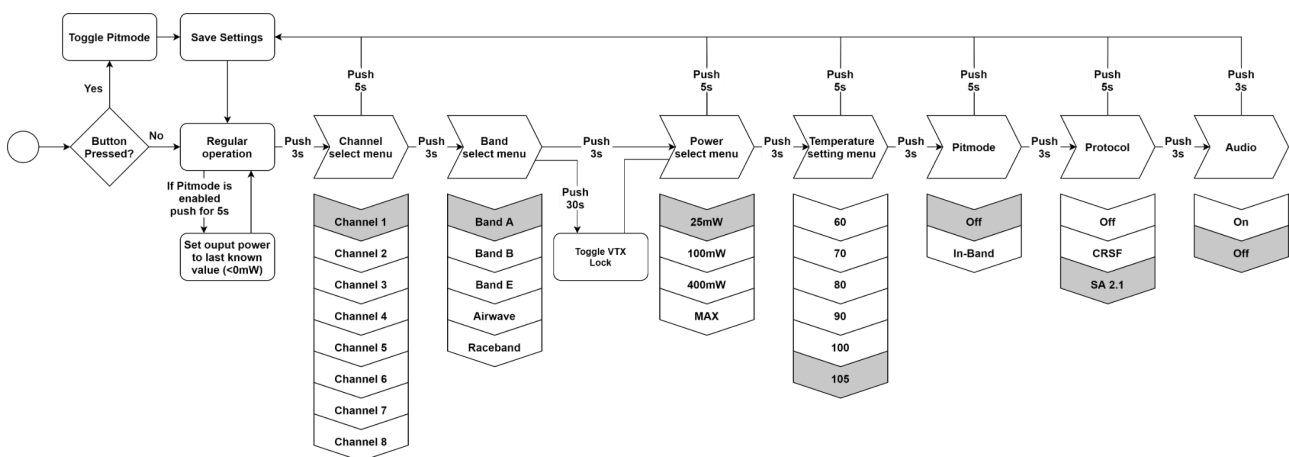 Toggle Pitmode
Save Settings
Yes
Button
Pressed?
No
Regular
operation
If Pitmode is
enabled
push for 5s
Set ouput power
to last known
value (<0mW)
Push
3s
Push
5s
Channel
select menu
Channel 1
Channel 2
Channel 3
Channel 4
Channel 5
Channel 6
Channel 7
Channel 8
Push
3s
Band
select menu
Band A
Band B
Band E
Airwave
Raceband
Push
3s
Push
30s
Toggle VTX
Lock
Push
5s
Power
select menu
25mW
100mW
400mW
MAX
Push
3s
Push
5s
Temperature
setting menu
60
70
80
90
100
105
Push
3s
Push
5s
Pitmode
Off
In-Band
Push
3s
Push
5s
Protocol
Off
CRSF
SA 2.1
Push
3s
Push
3s
Audio
On
Off